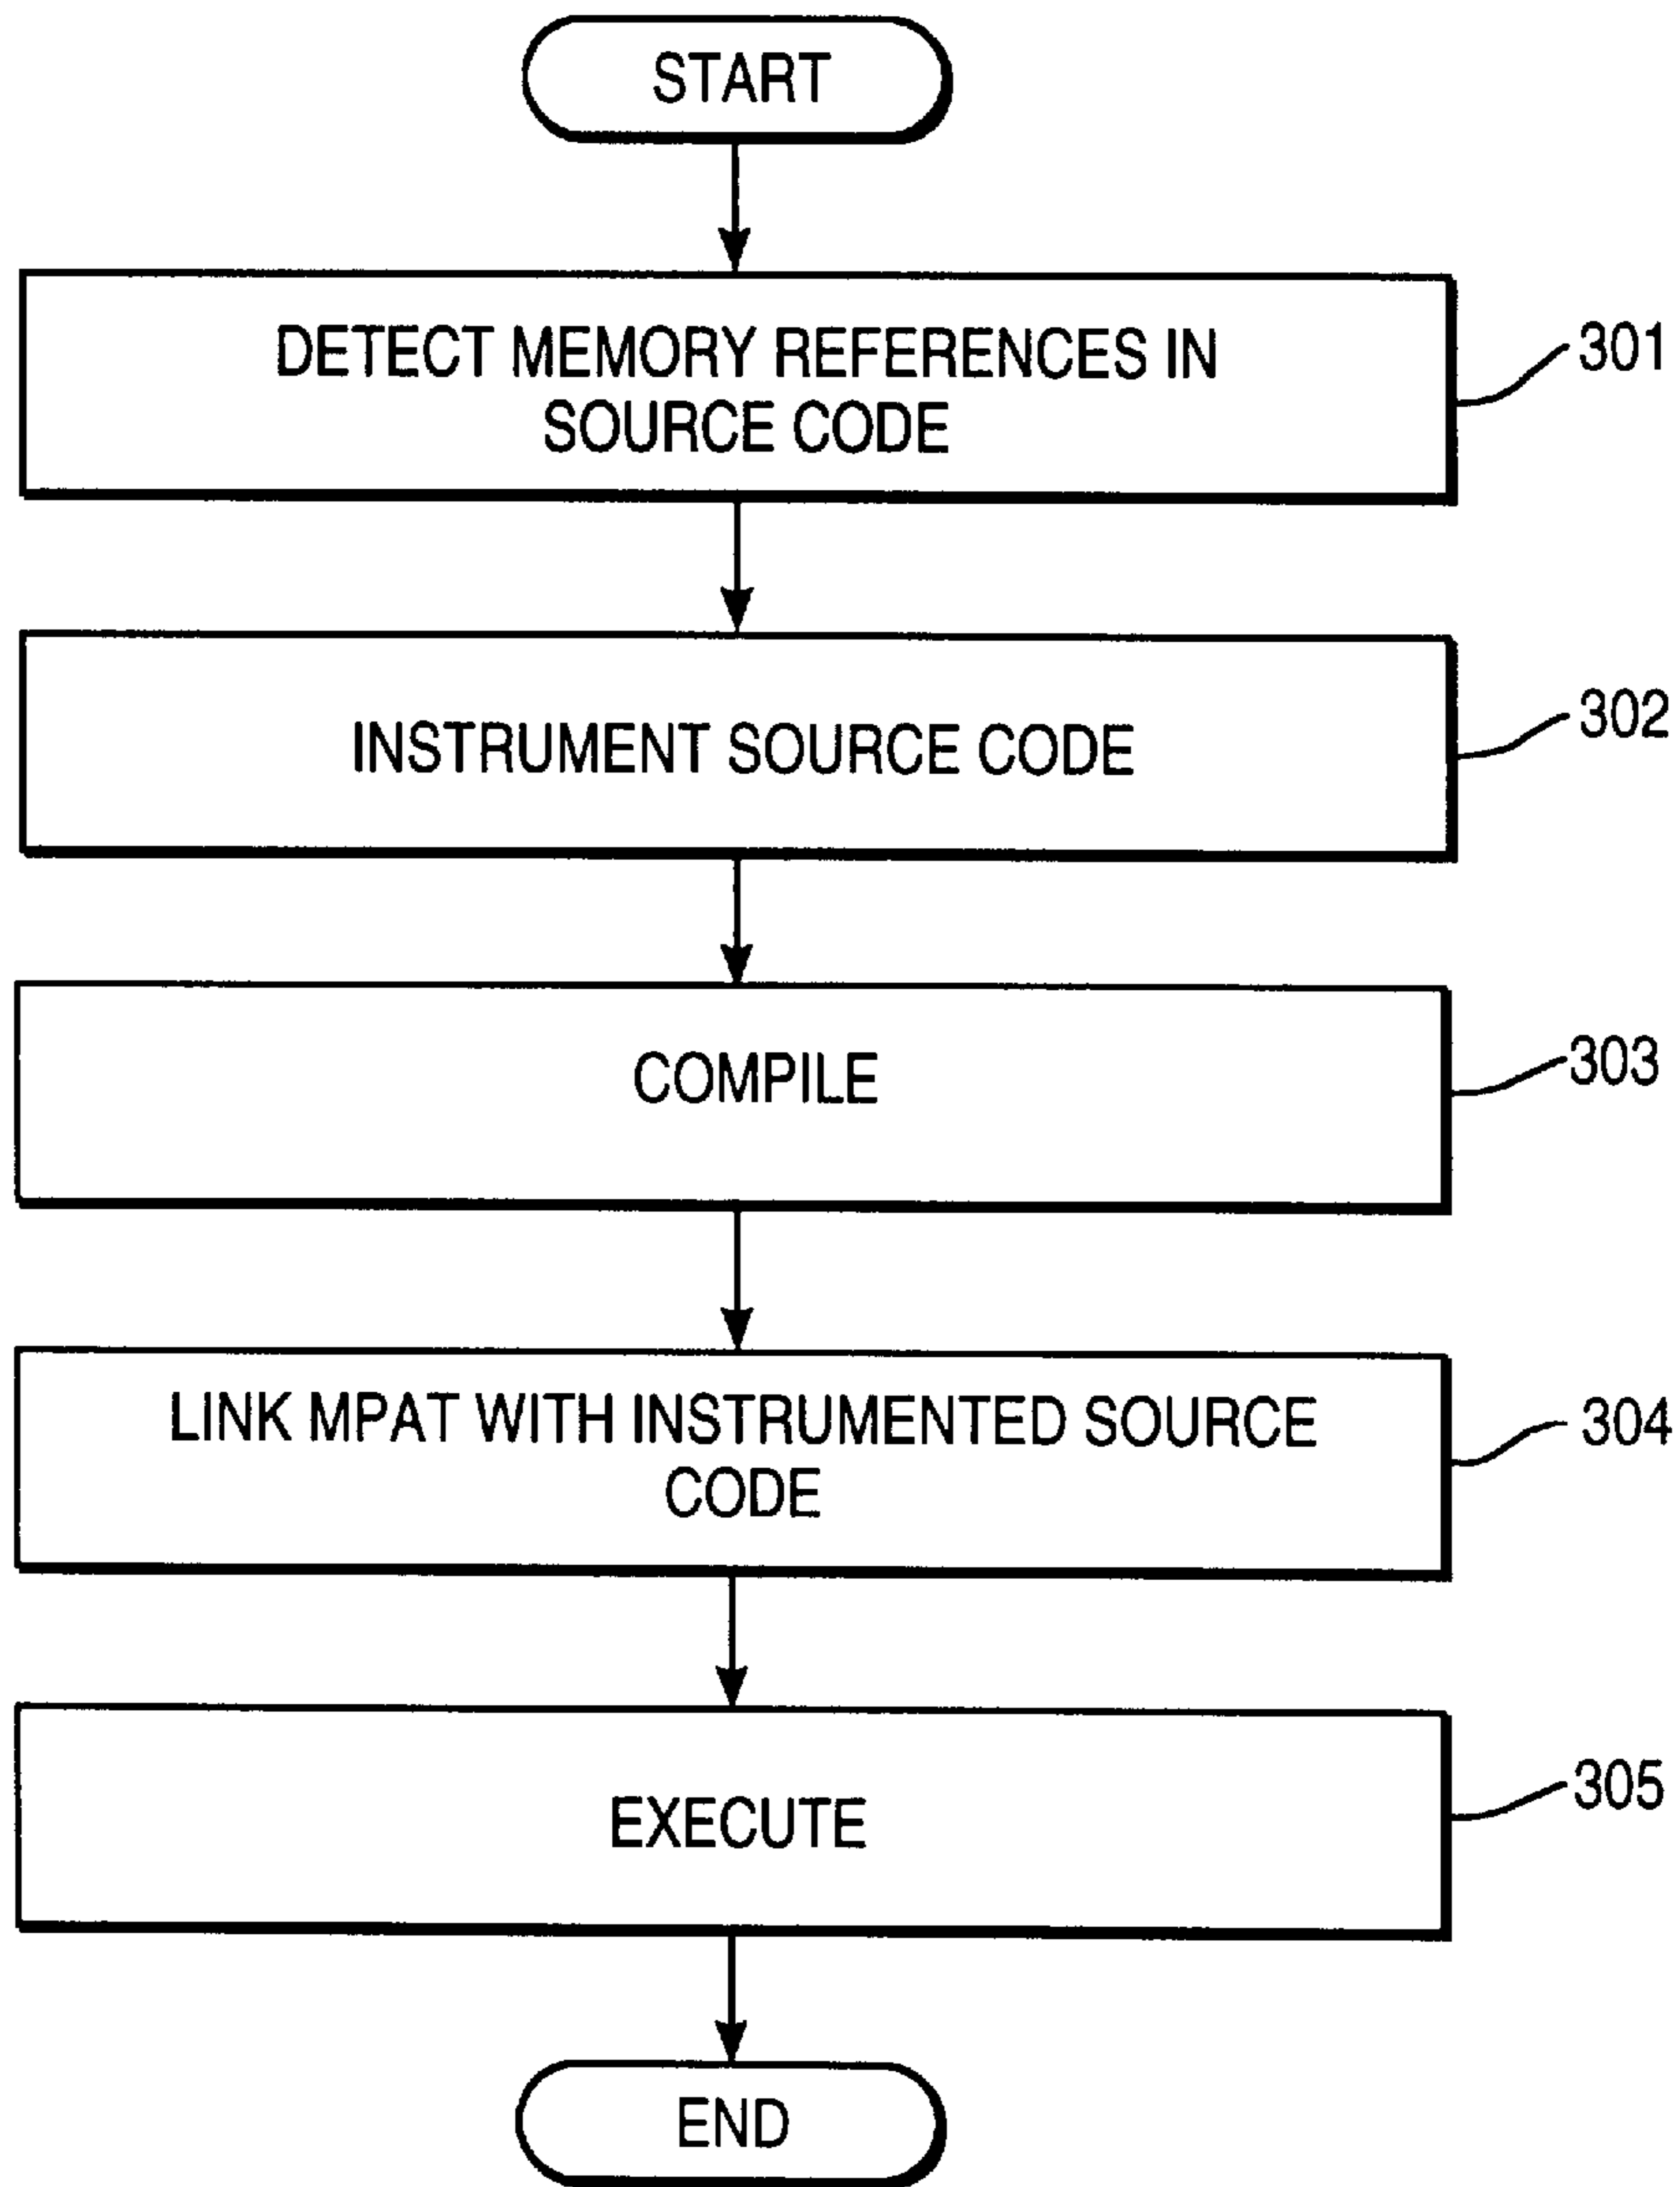 START
DETECT MEMORY REFERENCES IN
SOURCE CODE
301
INSTRUMENT SOURCE CODE
302
COMPILE
303
LINK MPAT WITH INSTRUMENTED SOURCE
CODE
304
EXECUTE
305
END